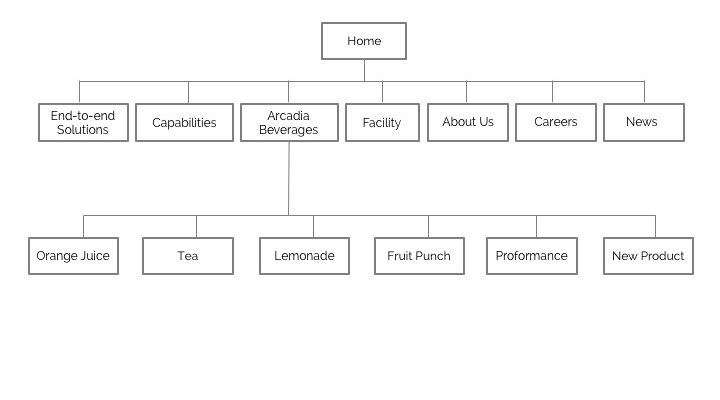 Home
End-to-end
Solutions
Capabilities
Arcadia
Beverages
Facility
About Us
Careers
News
Orange Juice
Tea
Lemonade
Fruit Punch
Proformance
New Product